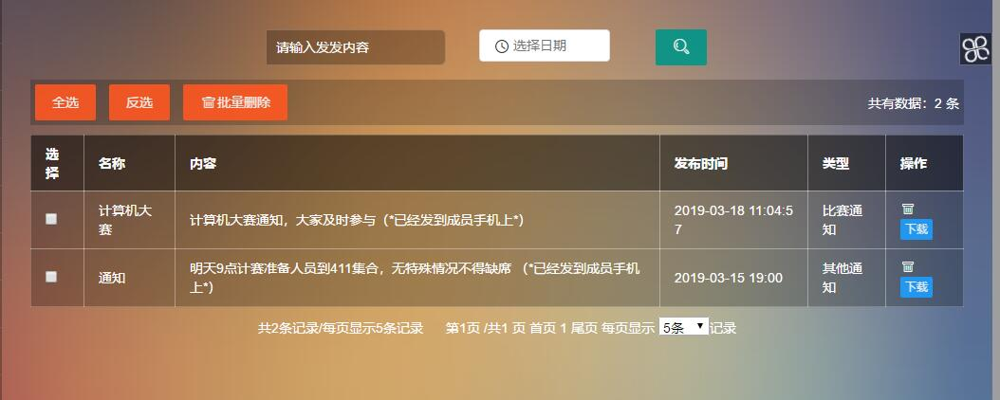 请输入发发内容
选择日期
全选
反选
批量删除
共有数据：2 条
选
择
名称
内容
发布时间
类型
操作
计算机大
赛
计算机大赛通知，大家及时参与（*已经发到成员手机上*）
2019-03-18 11:04:5
7
比赛通
知
下载
通知
明天9点计赛准备人员到411集合，无特殊情况不得缺席 （*已经发到成员手机
上*）
2019-03-15 19:00
其他通
知
下载
共2条记录/每页显示5条记录 第1页 /共1 页 首页 1 尾页 每页显示 5条 记录